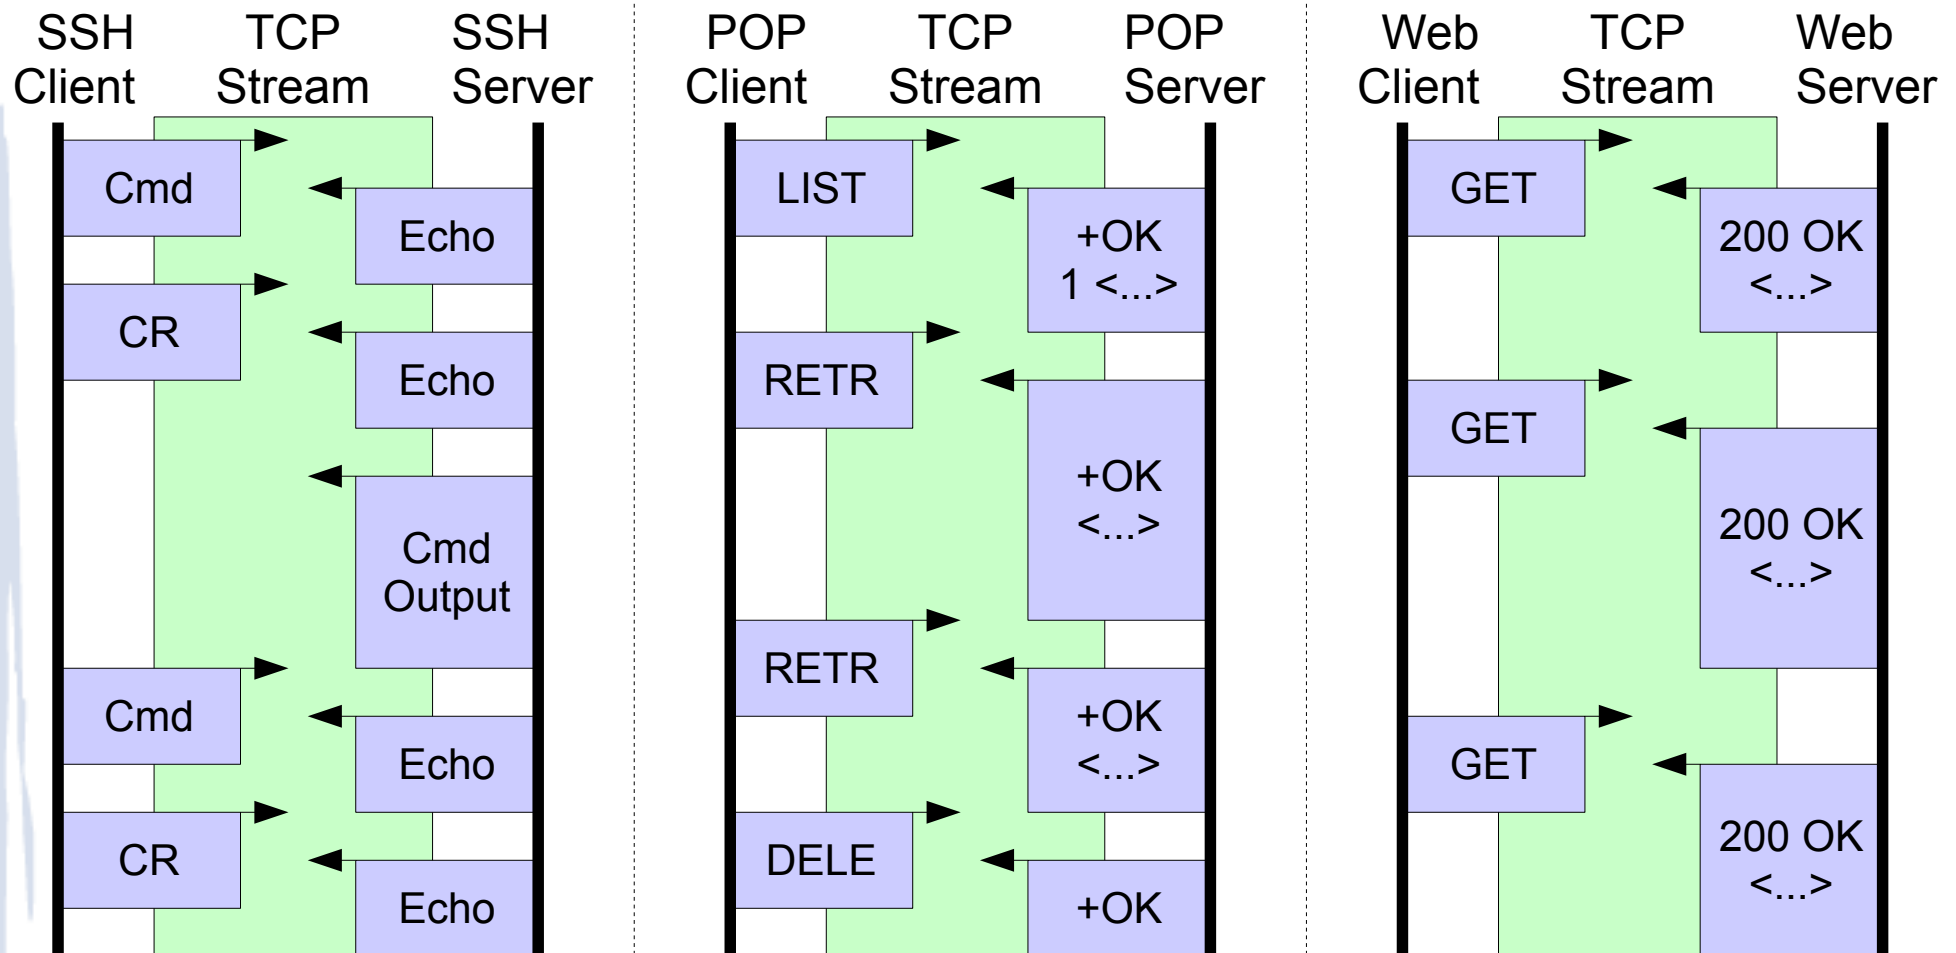 SSH
Client
TCP
Stream
SSH
Server
Cmd
Echo
CR
Echo
Cmd
Output
Cmd
Echo
CR
Echo
POP
Client
TCP
Stream
POP
Server
LIST
+OK
1 <...>
RETR
+OK
<...>
RETR
+OK
<...>
DELE
+OK
Web
Client
TCP
Stream
Web
Server
GET
200 OK
<...>
GET
200 OK
<...>
GET
200 OK
<...>